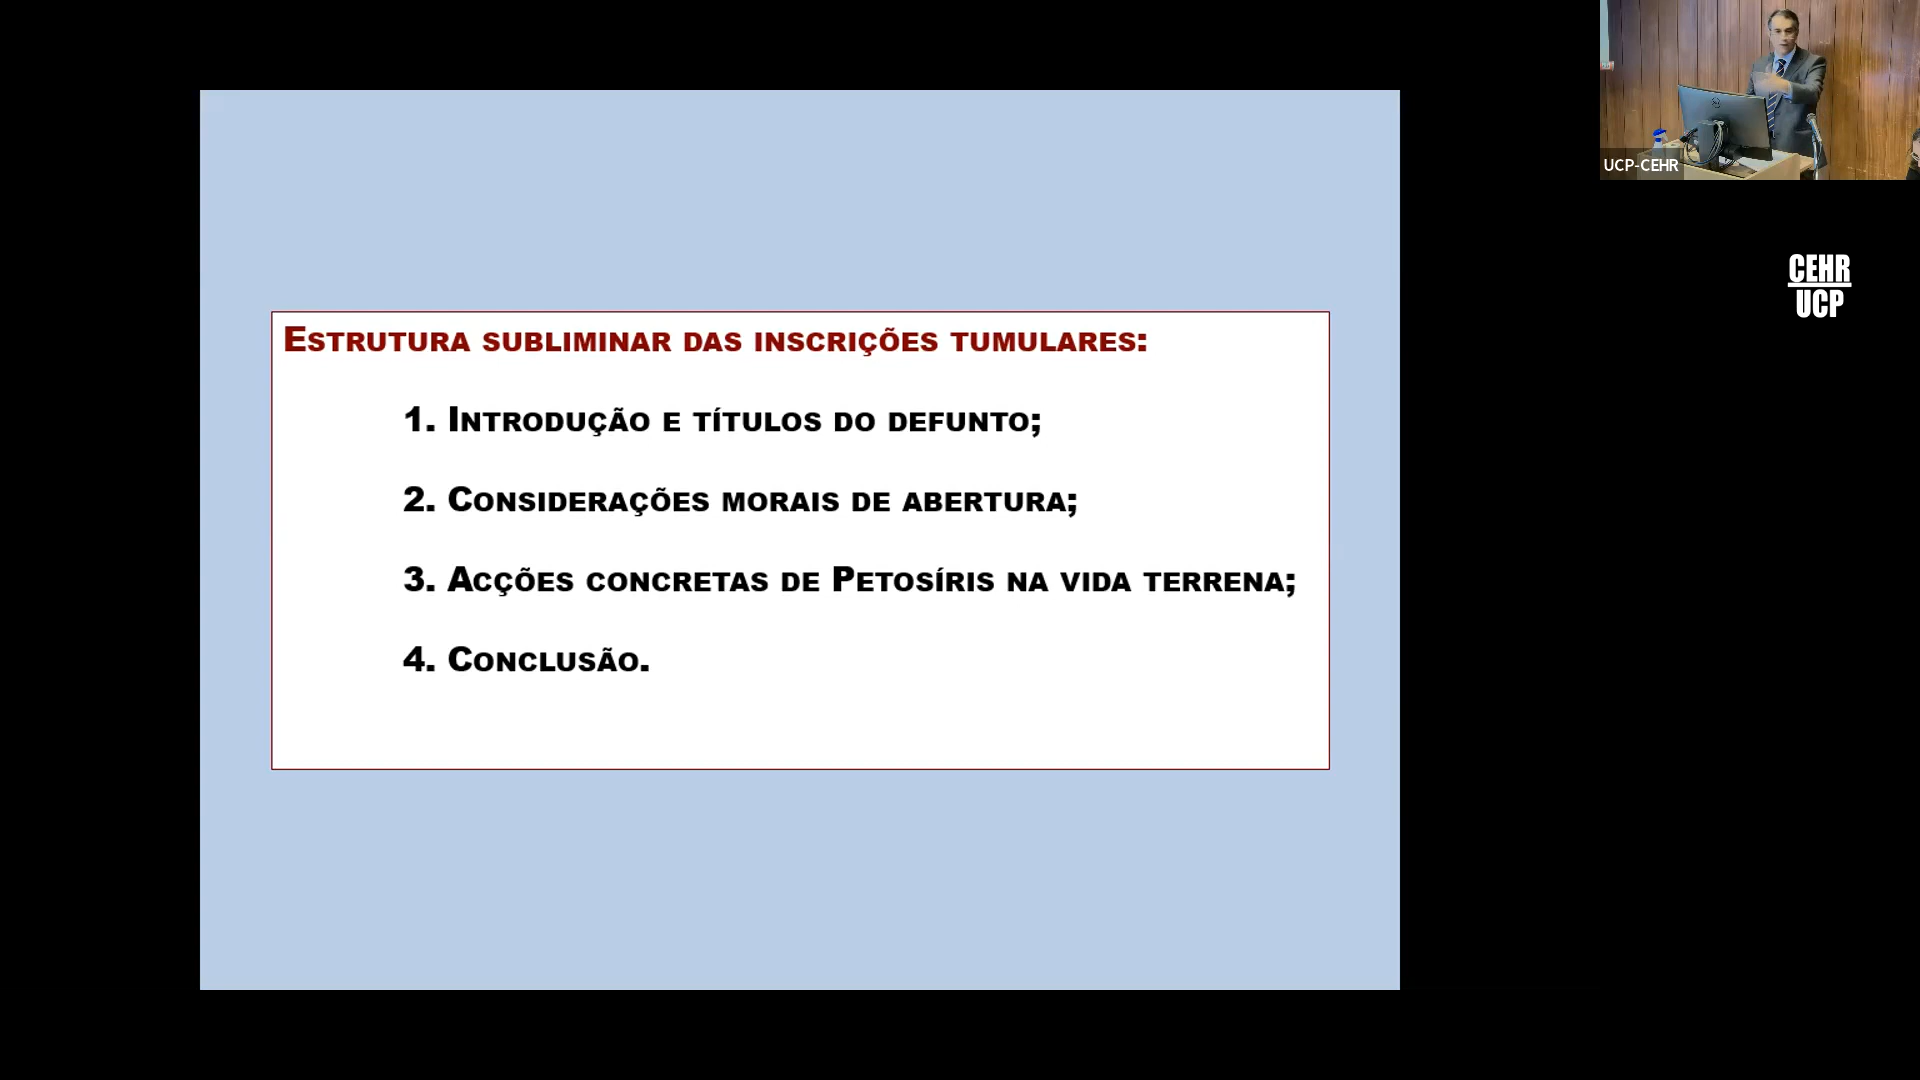 Estrutura subliminar das inscrições tumulares:
1. Introdução e títulos do defunto;
2. Considerações morais de abertura;
3. Acções concretas de Petosíris na vida terrena;
4. Conclusão.
UCP-CEHR
CEHR
UCP